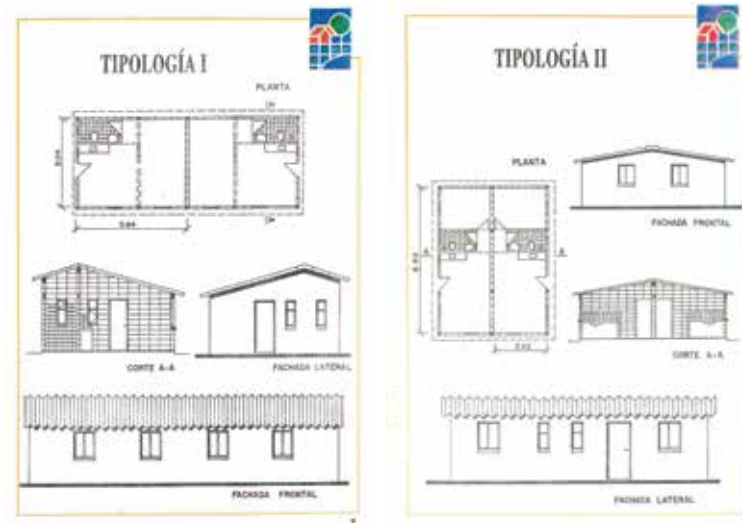 TIPOLOGÍA I
PLANTA
CORTE A-A
FACHADA LATERAL
FACHADA FRONTAL
TIPOLOGÍA II
PLANTA
FACHADA FRONTAL
A
A
CORTE A-A
FACHADA LATERAL